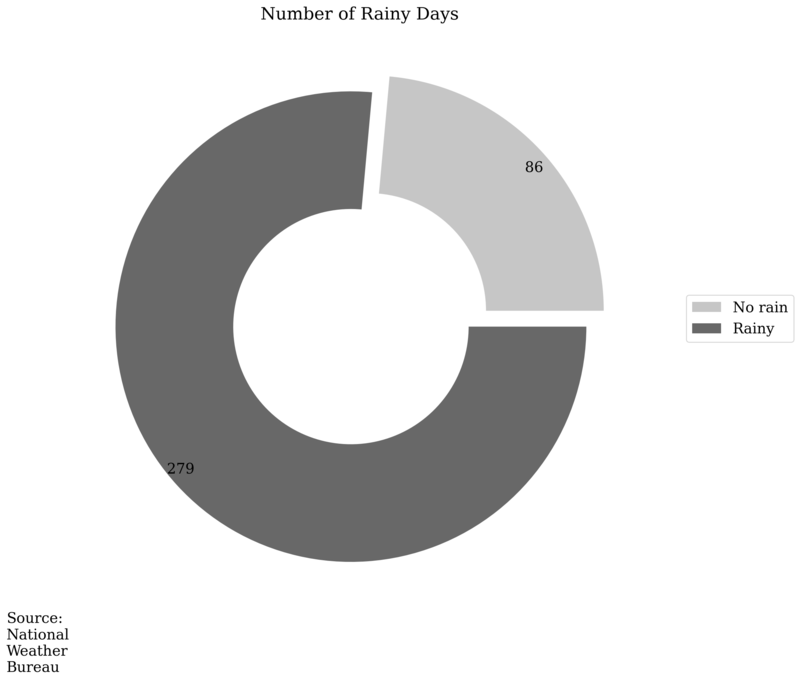 Number of Rainy Days
86
No rain
Rainy
279
Source:
National
Weather
Bureau